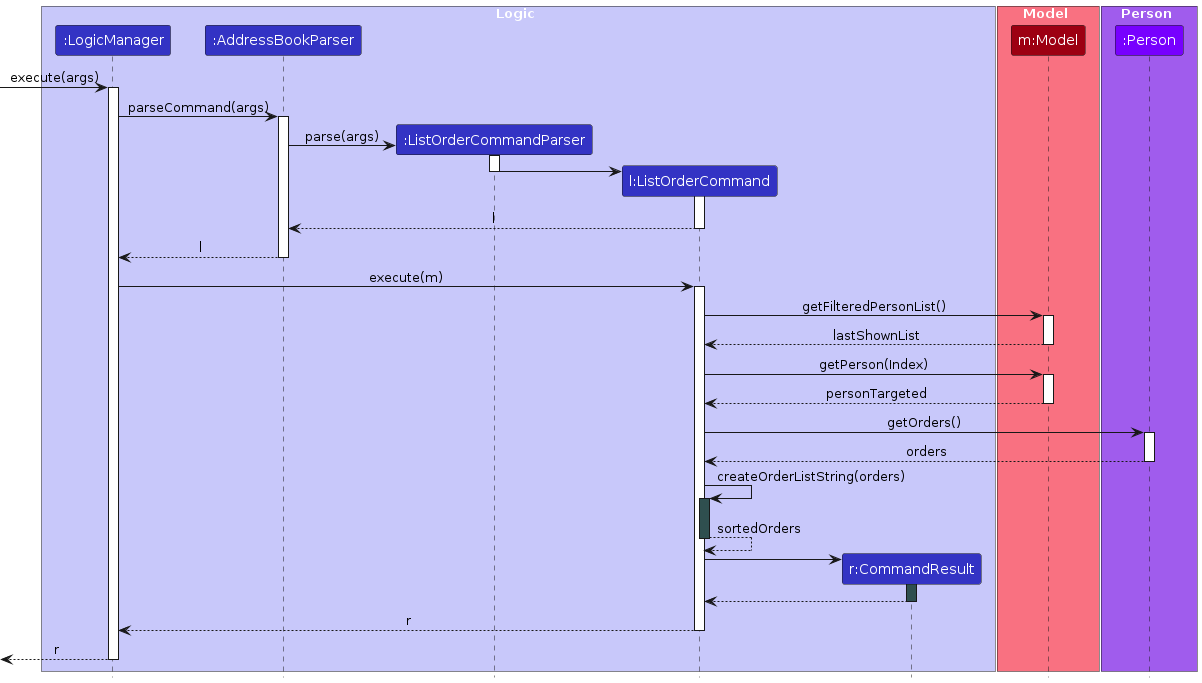 Logic
Model
Person
:LogicManager
:AddressBookParser
m:Model
:Person
execute(args)
parseCommand(args)
parse(args)
:ListOrderCommandParser
l:ListOrderCommand
l
l
execute(m)
getFilteredPersonList()
lastShownList
getPerson(Index)
personTargeted
getOrders()
orders
createOrderListString(orders)
sortedOrders
r:CommandResult
r
r